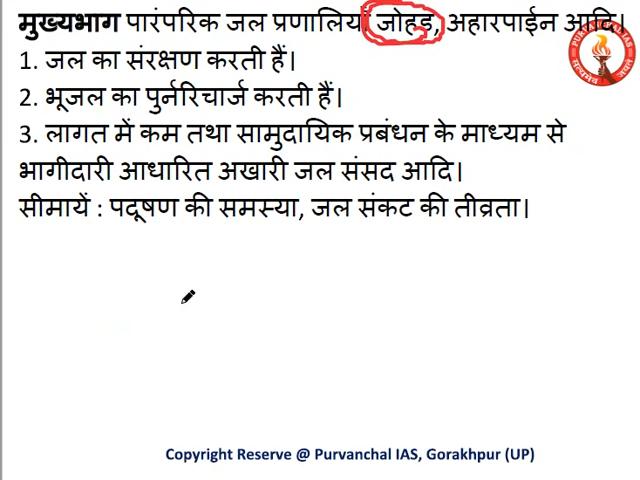 मुख्यभाग पारंपरिक जल प्रणालियां जोहड़, अहारपाईन आदि।
1. जल का संरक्षण करती हैं।
2. भूजल का पुर्नरिचार्ज करती हैं।
3. लागत में कम तथा सामुदायिक प्रबंधन के माध्यम से
भागीदारी आधारित अखारी जल संसद आदि।
सीमायें : पदूषण की समस्या, जल संकट की तीव्रता।
Copyright Reserve @ Purvanchal IAS, Gorakhpur (UP)